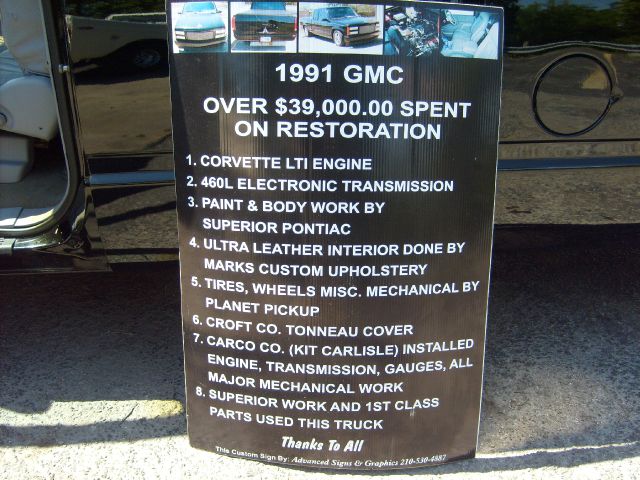 1991 GMC
OVER $39,000.00 SPENT
ON RESTORATION
1. CORVETTE LTI ENGINE
2. 460L ELECTRONIC TRANSMISSION
3. PAINT & BODY WORK BY
SUPERIOR PONTIAC
4. ULTRA LEATHER INTERIOR DONE BY
MARKS CUSTOM UPHOLSTERY
5. TIRES, WHEELS MISC. MECHANICAL BY
PLANET PICKUP
6. CROFT CO. TONNEAU COVER
7. CARCO CO. (KIT CARLISLE) INSTALLED
ENGINE, TRANSMISSION, GAUGES, ALL
MAJOR MECHANICAL WORK
8. SUPERIOR WORK AND 1ST CLASS
PARTS USED THIS TRUCK
Thanks To All
This Custom Sign By: Advanced Signs & Graphics 210-530-4887